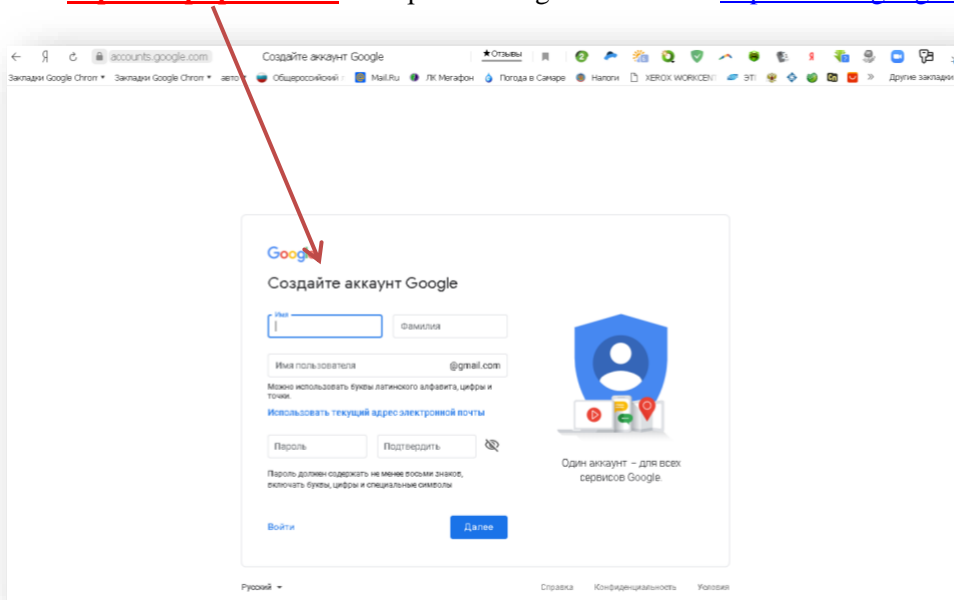 accounts.google.com Создайте аккаунт Google ★Отзывы
Закладки Google Chrom Закладки Google Chrom авто Общероссийский Mail.Ru ЛК Мегафон Погода в Самаре Налоги XEROX WORKCENT ЭТ Другие закладки
Google
Создайте аккаунт Google
Имя
Фамилия
Имя пользователя @gmail.com
Можно использовать буквы латинского алфавита, цифры и
точки.
Использовать текущий адрес электронной почты
Пароль Подтвердить
Пароль должен содержать не менее восьми знаков,
включать буквы, цифры и специальные символы
Один аккаунт – для всех
сервисов Google.
Войти Далее
Русский Справка Конфиденциальность Условия